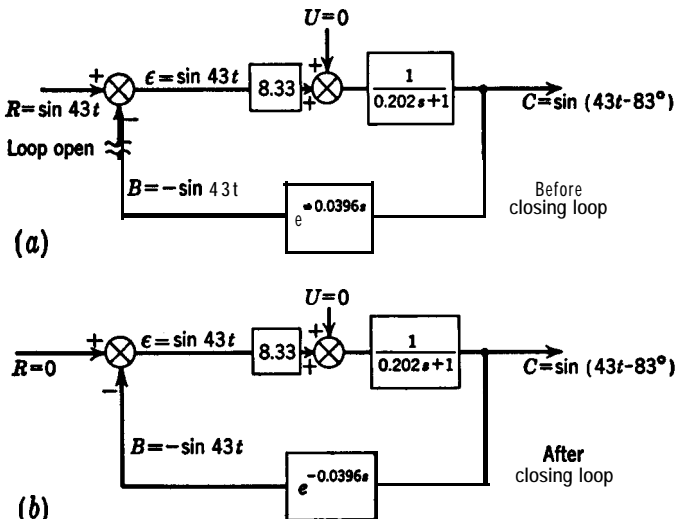 U=0
ϵ=sin 43t
+
8.33
+
+
1
0.202s+1
R=sin 43t
−
C=sin (43t-83°)
Loop open
B=−sin 43t
e-0.0396s
Before
closing loop
(a)
U=0
ϵ=sin 43t
+
8.33
+
+
1
0.202s+1
R=0
−
C=sin (43t-83°)
B=−sin 43t
e-0.0396s
After
closing loop
(b)